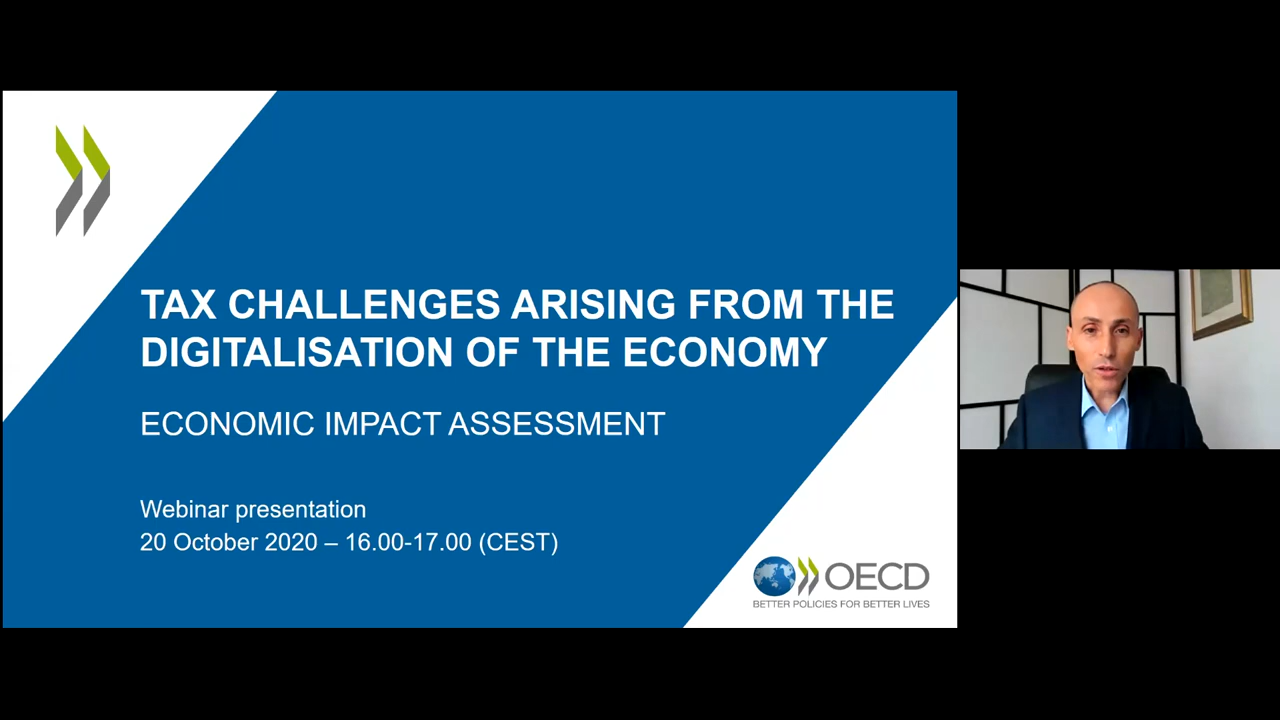 TAX CHALLENGES ARISING FROM THE
DIGITALISATION OF THE ECONOMY
ECONOMIC IMPACT ASSESSMENT
Webinar presentation
20 October 2020 – 16.00-17.00 (CEST)
OECD
BETTER POLICIES FOR BETTER LIVES